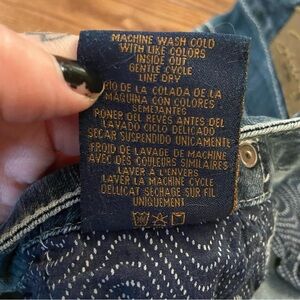 MACHINE WASH COLD
WITH LIKE COLORS
INSIDE OUT
GENTLE CYCLE
LINE DRY
RIO DE LA COLADA DE LA
MAQUINA CON COLORES
SEMEJANTES
PONER DEL REVES ANTES DEL
LAVADO CICLO DELICADO
SECAR SUSPENDIDO UNICAMENTE
FROID DE LAVAGE DE MACHINE
AVEC DES COULEURS SIMILAIRES
LAVER A L'ENVERS
LAVER LA MACHINE CYCLE
DELLICAT SECHAGE SUR FIL
UNIQUEMENT